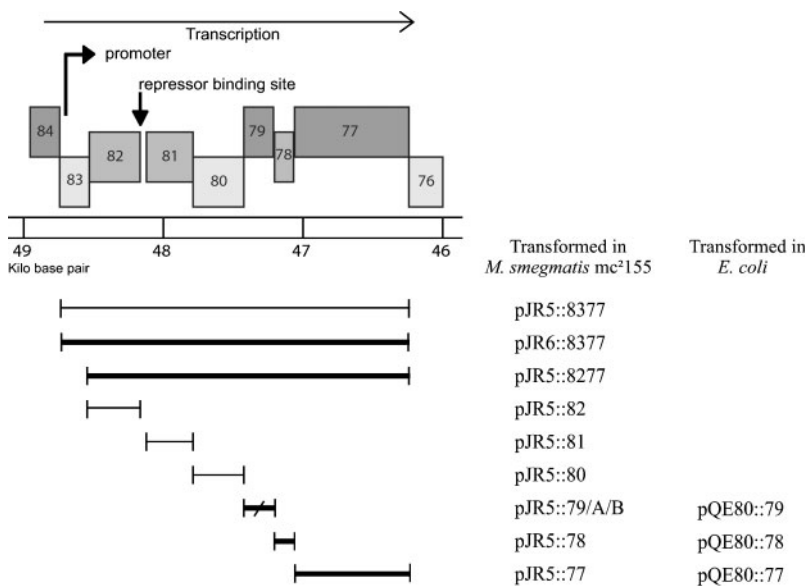 Transcription
promoter
repressor binding site
84
83
82
81
80
79
78
77
76
49
48
47
46
Kilo base pair
Transformed in
M. smegmatis mc²155
Transformed in
E. coli
pJR5::8377
pJR6::8377
pJR5::8277
pJR5::82
pJR5::81
pJR5::80
pJR5::79/A/B pQE80::79
pJR5::78 pQE80::78
pJR5::77 pQE80::77